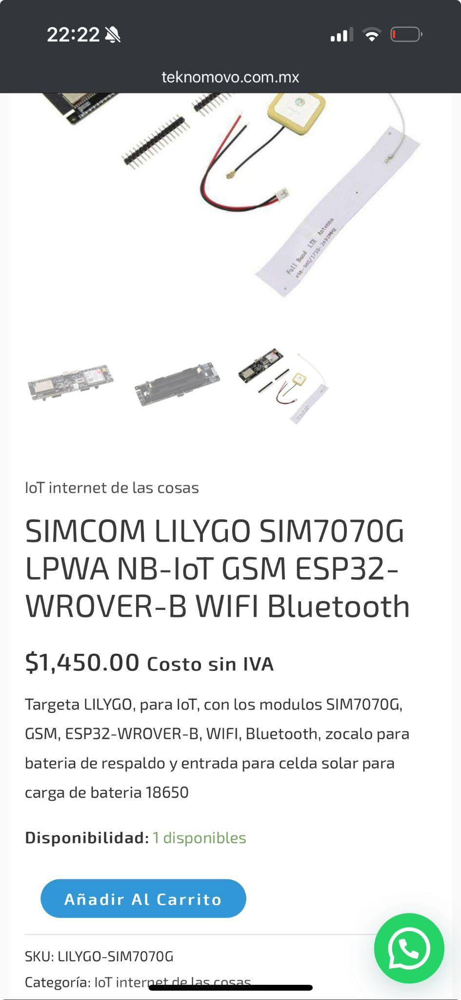 22:22
teknomovo.com.mx
Full Band LTE Antenna
698-960/1710-2690MHz
IoT internet de las cosas
SIMCOM LILYGO SIM7070G
LPWA NB-IoT GSM ESP32-
WROVER-B WIFI Bluetooth
$1,450.00 Costo sin IVA
Targeta LILYGO, para IoT, con los modulos SIM7070G,
GSM, ESP32-WROVER-B, WIFI, Bluetooth, zocalo para
bateria de respaldo y entrada para celda solar para
carga de bateria 18650
Disponibilidad: 1 disponibles
Añadir Al Carrito
SKU: LILYGO-SIM7070G
Categoría: IoT internet de las cosas